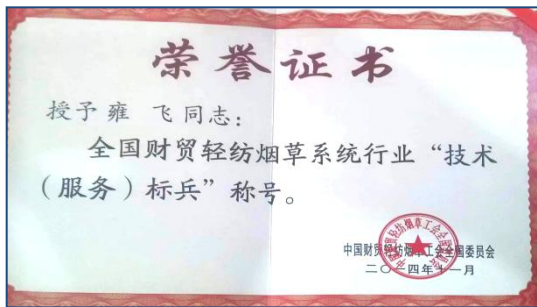 荣誉证书
授予雍 飞同志:
全国财贸轻纺烟草系统行业“技术
(服务)标兵”称号。
中国财贸轻纺烟草工会全国委员会
二〇一四年十一月